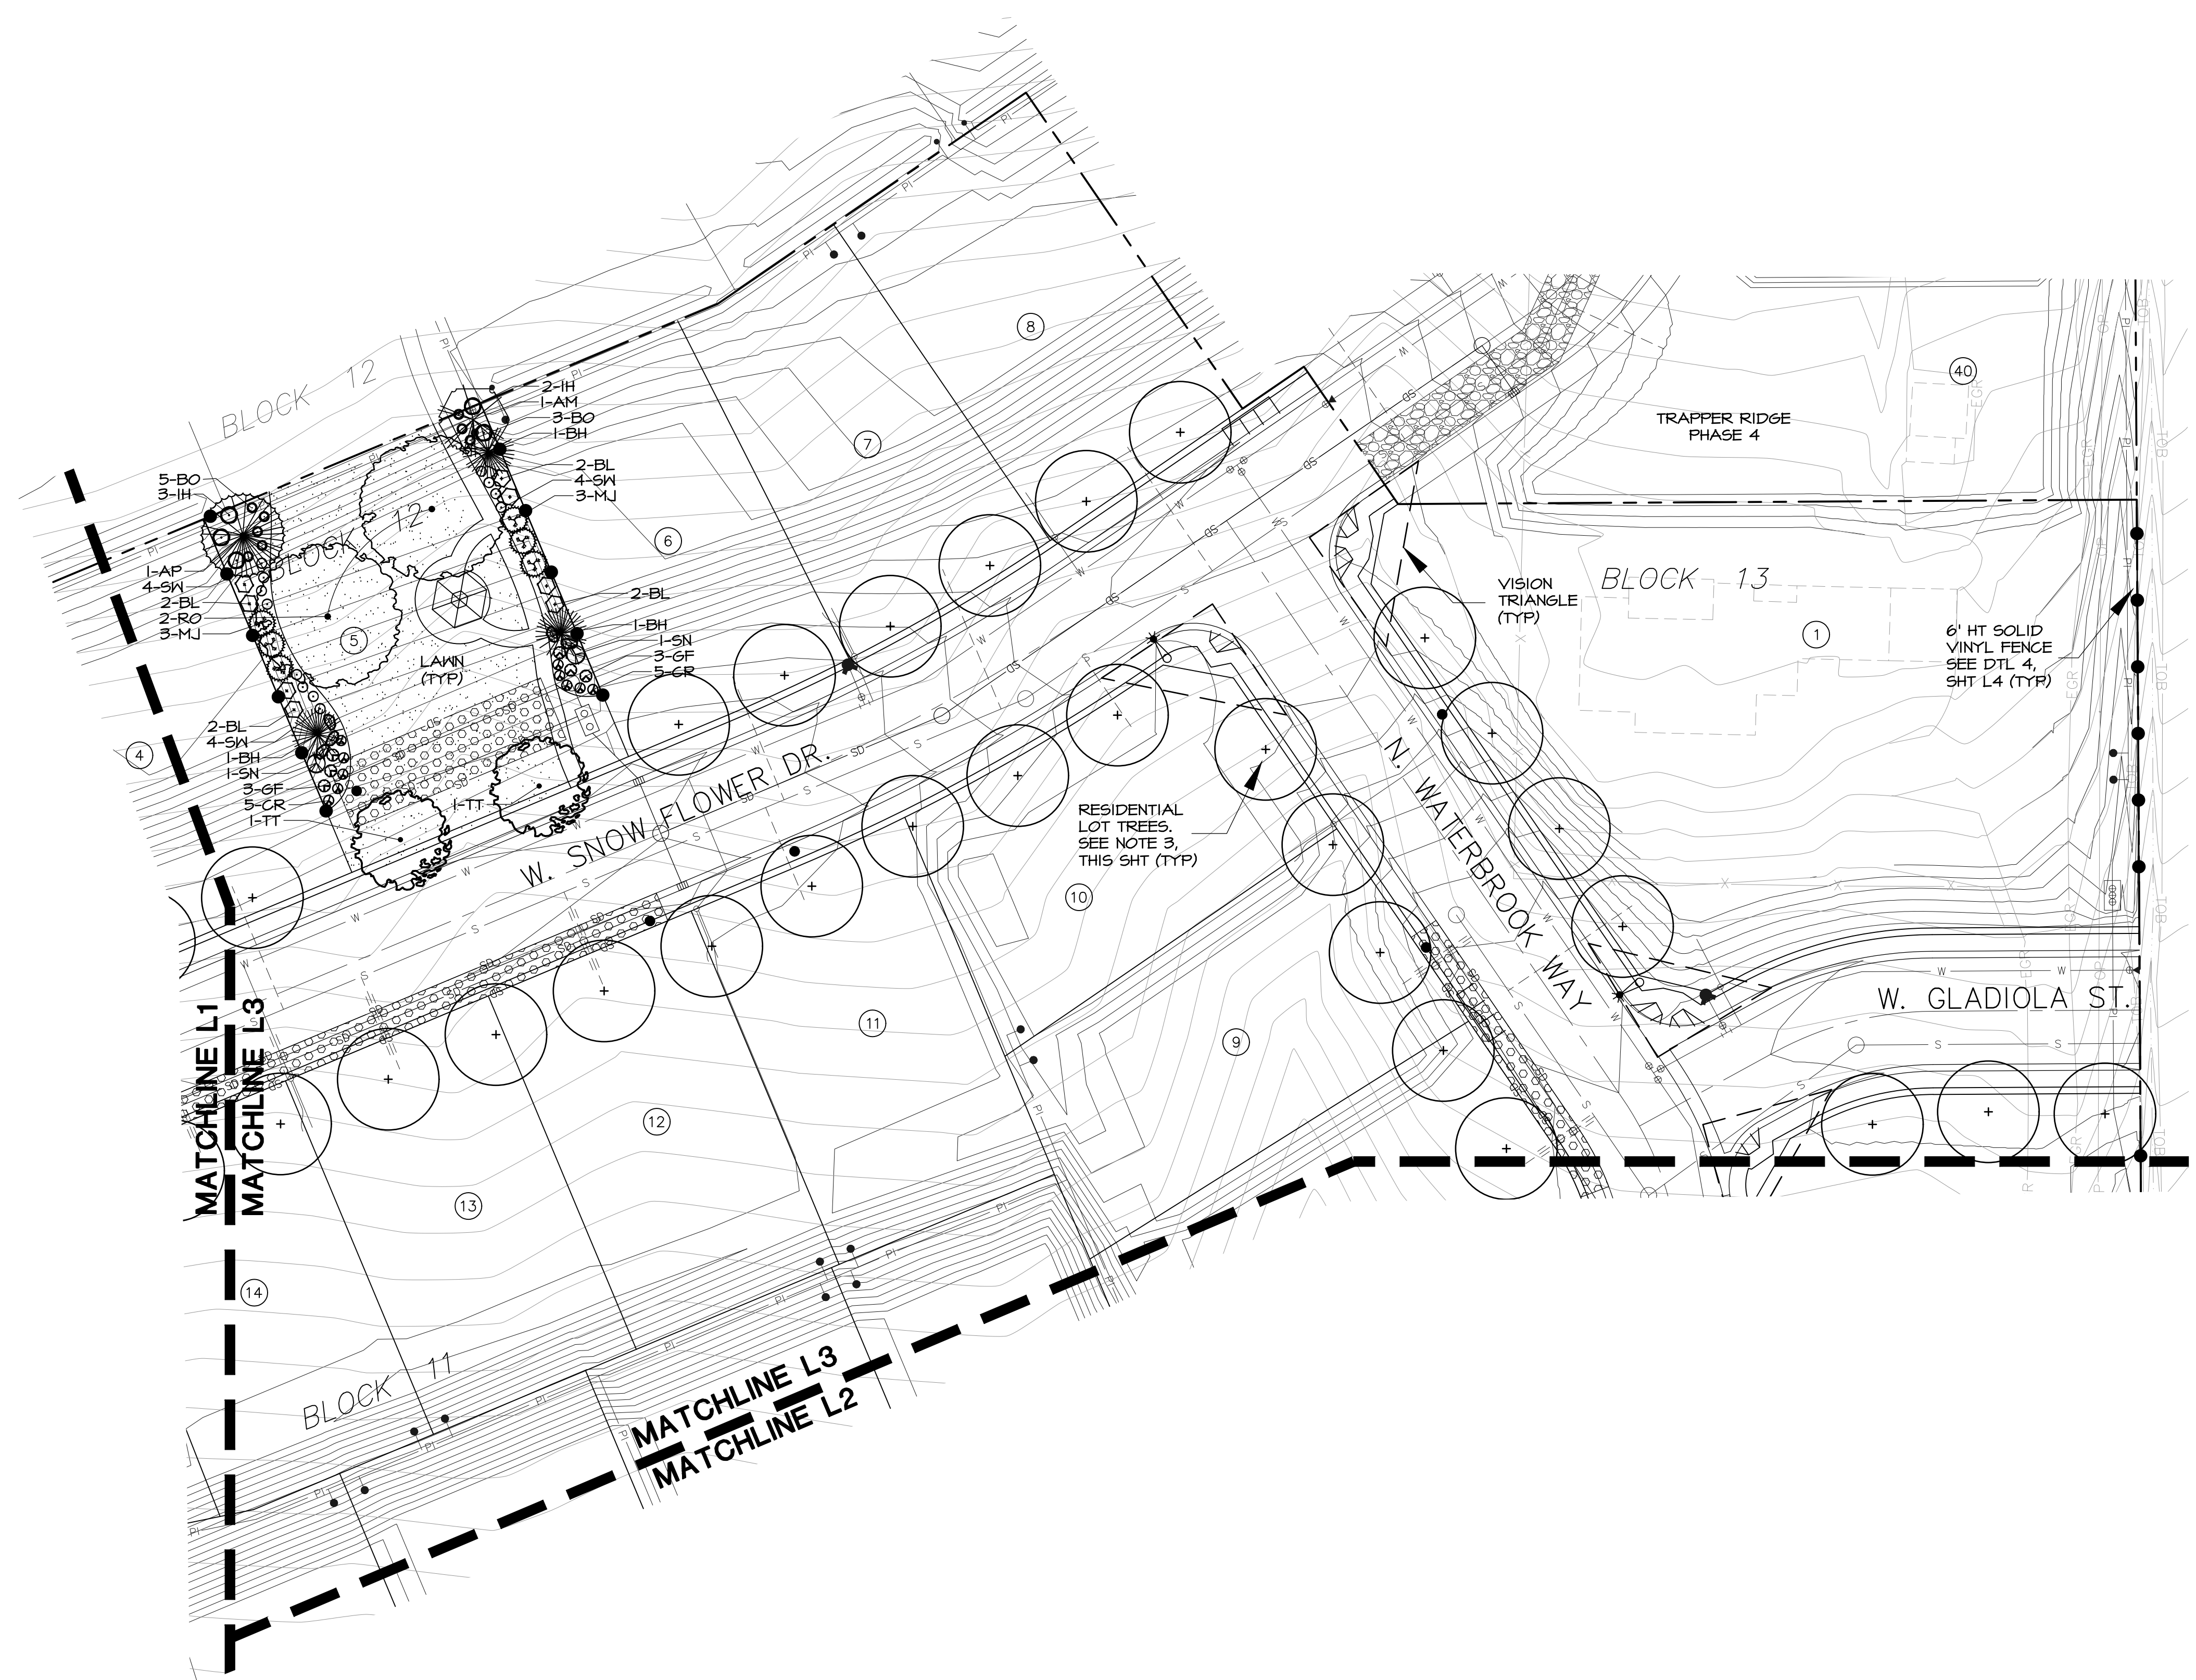 8
40
TRAPPER RIDGE
PHASE 4
BLOCK 12
7
2-IH
1-AM
3-BO
1-BH
2-BL
4-SW
3-MJ
5-BO
3-IH
BLOCK 12
6
1-AP
4-SW
2-BL
2-RO
3-MJ
5
LAWN
(TYP)
2-BL
1-BH
1-SN
3-GF
5-CR
VISION
TRIANGLE
(TYP)
BLOCK 13
1
6' HT SOLID
VINYL FENCE
SEE DTL 4,
SHT L4 (TYP)
4
2-BL
4-SW
1-BH
1-SN
3-GF
5-CR
1-TT
1-TT
W. SNOW FLOWER DR.
N. WATERBROOK WAY
RESIDENTIAL
LOT TREES.
SEE NOTE 3,
THIS SHT (TYP)
10
W. GLADIOLA ST.
MATCHLINE L1
MATCHLINE L3
11
9
12
13
14
BLOCK 11
MATCHLINE L3
MATCHLINE L2